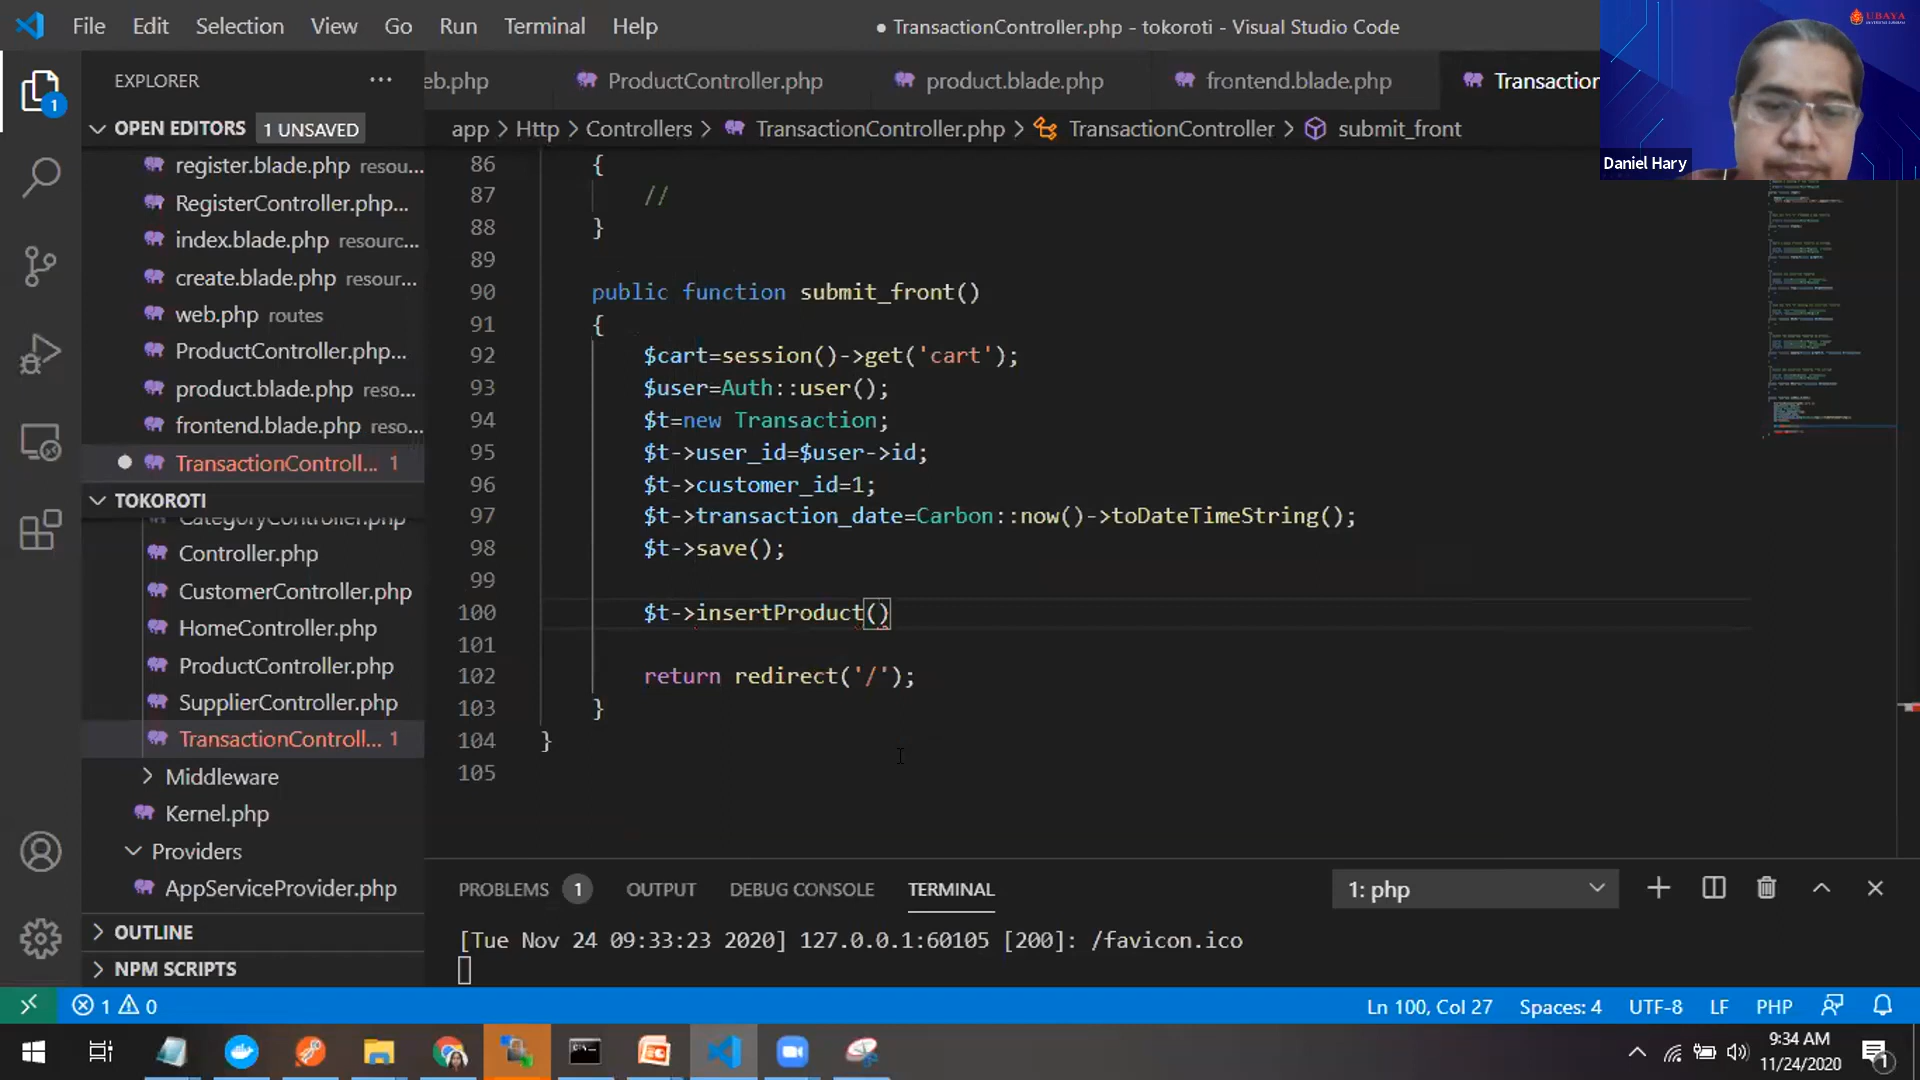 File Edit Selection View Go Run Terminal Help
● TransactionController.php - tokoroti - Visual Studio Code
UBAYA
Daniel Hary
EXPLORER ···
eb.php ProductController.php product.blade.php frontend.blade.php Transaction
OPEN EDITORS 1 UNSAVED
app > Http > Controllers > TransactionController.php > TransactionController > submit_front
register.blade.php resou...
RegisterController.php...
index.blade.php resourc...
create.blade.php resour...
web.php routes
ProductController.php...
product.blade.php reso...
frontend.blade.php reso...
TransactionControll... 1
TOKOROTI
CategoryController.php
Controller.php
CustomerController.php
HomeController.php
ProductController.php
SupplierController.php
TransactionControll... 1
Middleware
Kernel.php
Providers
AppServiceProvider.php
OUTLINE
NPM SCRIPTS
86 {
87 //
88 }
89
90 public function submit_front()
91 {
92 $cart=session()->get('cart');
93 $user=Auth::user();
94 $t=new Transaction;
95 $t->user_id=$user->id;
96 $t->customer_id=1;
97 $t->transaction_date=Carbon::now()->toDateTimeString();
98 $t->save();
99
100 $t->insertProduct()
101
102 return redirect('/');
103 }
104 }
105
PROBLEMS 1 OUTPUT DEBUG CONSOLE TERMINAL 1: php
[Tue Nov 24 09:33:23 2020] 127.0.0.1:60105 [200]: /favicon.ico
1 0 Ln 100, Col 27 Spaces: 4 UTF-8 LF PHP
9:34 AM
11/24/2020
1